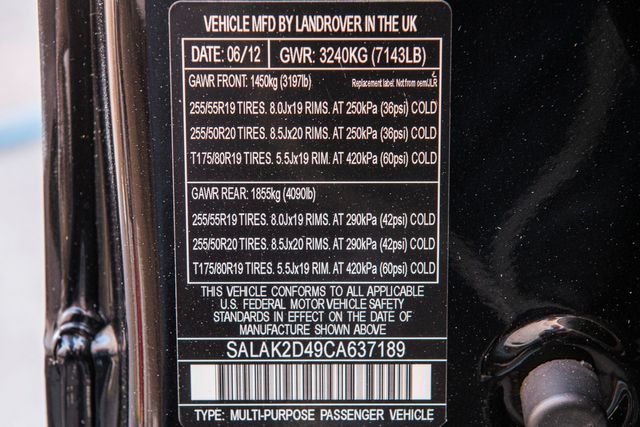 VEHICLE MFD BY LANDROVER IN THE UK
DATE: 06/12 GWR: 3240KG (7143LB)
GAWR FRONT: 1450kg (3197lb) Replacement label. Not from oem/JLR
255/55R19 TIRES. 8.0Jx19 RIMS. AT 250kPa (36psi) COLD
255/50R20 TIRES. 8.5Jx20 RIMS. AT 250kPa (36psi) COLD
T175/80R19 TIRES. 5.5Jx19 RIM. AT 420kPa (60psi) COLD
GAWR REAR: 1855kg (4090lb)
255/55R19 TIRES. 8.0Jx19 RIMS. AT 290kPa (42psi) COLD
255/50R20 TIRES. 8.5Jx20 RIMS. AT 290kPa (42psi) COLD
T175/80R19 TIRES. 5.5Jx19 RIM. AT 420kPa (60psi) COLD
THIS VEHICLE CONFORMS TO ALL APPLICABLE
U.S. FEDERAL MOTOR VEHICLE SAFETY
STANDARDS IN EFFECT ON THE DATE OF
MANUFACTURE SHOWN ABOVE
SALAK2D49CA637189
TYPE: MULTI-PURPOSE PASSENGER VEHICLE